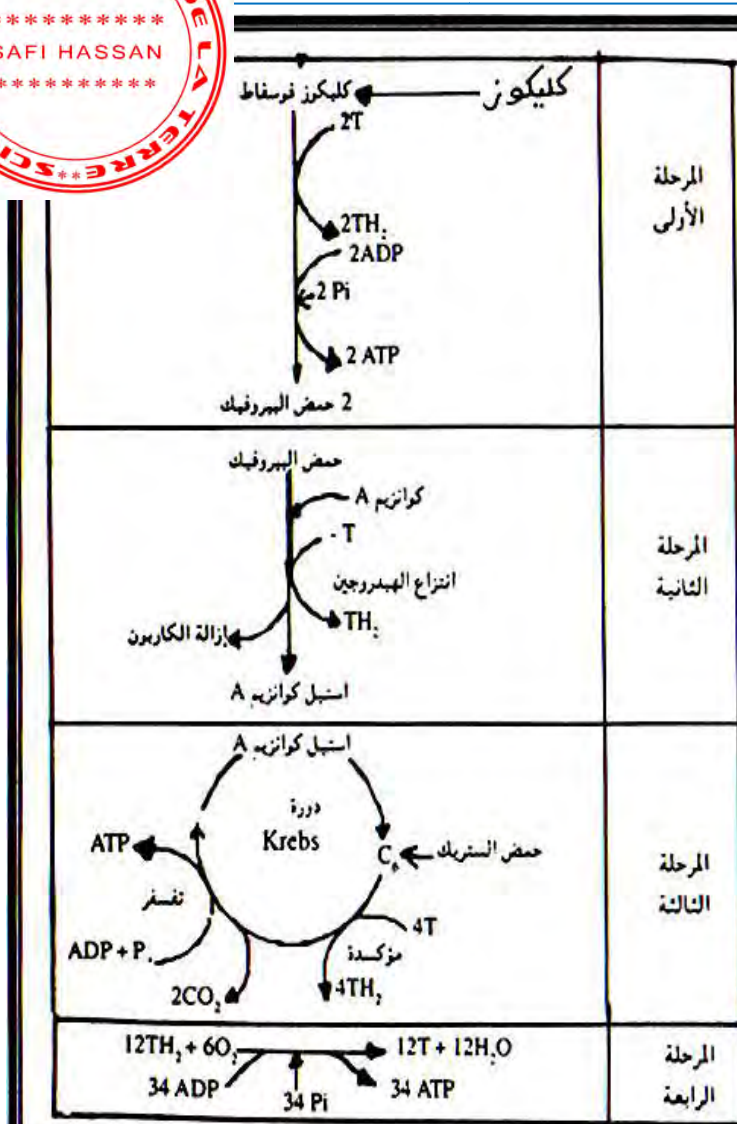 DE LA TERRE
SAFI HASSAN
كليكوز
كليكوز فوسفاط
2T
2TH2
2ADP
2 Pi
2 ATP
2 حمض البيروفيك
المرحلة
الأولى
حمض البيروفيك
كوانزيم A
- T
انتزاع الهيدروجين
TH2
إزالة الكاربون
استيل كوانزيم A
المرحلة
الثانية
استيل كوانزيم A
دورة
Krebs
ATP
حمض الستريك
C6
تفسفر
4T
مؤكسدة
ADP + Pi
4TH2
2CO2
المرحلة
الثالثة
12TH2 + 6O2
12T + 12H2O
34 ADP
34 Pi
34 ATP
المرحلة
الرابعة